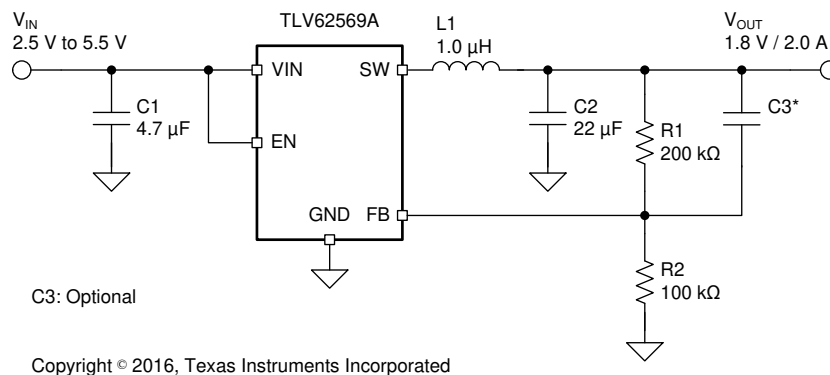 VIN
2.5 V to 5.5 V
TLV62569A
L1
1.0 µH
VOUT
1.8 V / 2.0 A
VIN
SW
C1
4.7 µF
C2
22 µF
R1
200 kΩ
C3*
EN
GND
FB
R2
100 kΩ
C3: Optional
Copyright © 2016, Texas Instruments Incorporated